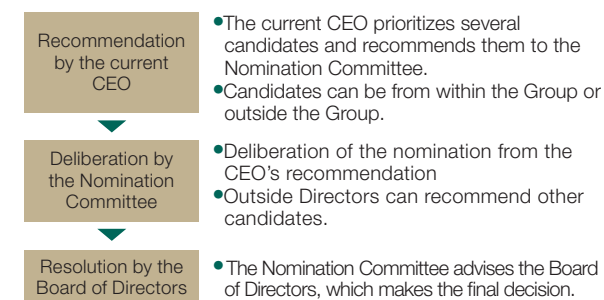 Recommendation
by the current
CEO
•The current CEO prioritizes several
candidates and recommends them to the
Nomination Committee.
•Candidates can be from within the Group or
outside the Group.
Deliberation by
the Nomination
Committee
•Deliberation of the nomination from the
CEO's recommendation
•Outside Directors can recommend other
candidates.
Resolution by the
Board of Directors
•The Nomination Committee advises the Board
of Directors, which makes the final decision.